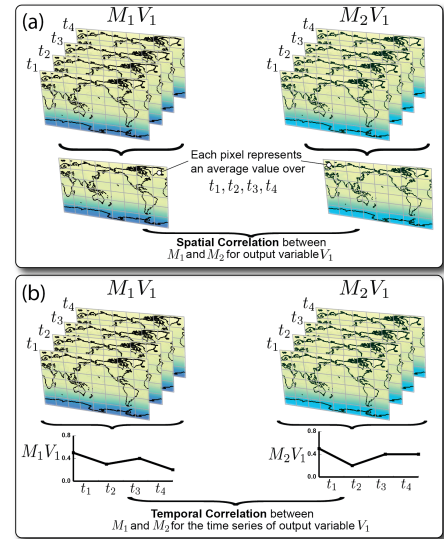 (a)
M₁V₁
M₂V₁
t₄
t₃
t₂
t₁
t₄
t₃
t₂
t₁
Each pixel represents
an average value over
t₁, t₂, t₃, t₄
Spatial Correlation between
M₁ and M₂ for output variable V₁
(b)
M₁V₁
M₂V₁
t₄
t₃
t₂
t₁
t₄
t₃
t₂
t₁
M₁V₁
0.8
0.4
0.0
t₁ t₂ t₃ t₄
M₂V₁
0.8
0.4
0.0
t₁ t₂ t₃ t₄
Temporal Correlation between
M₁ and M₂ for the time series of output variable V₁